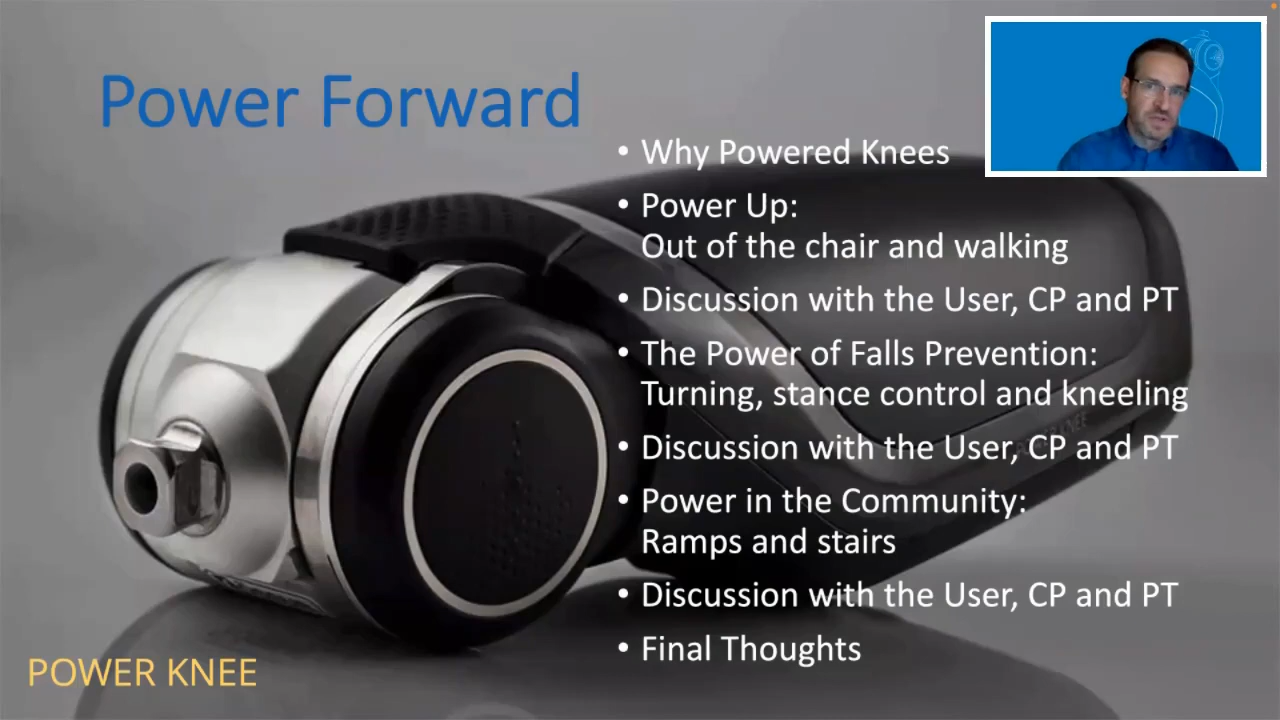 Power Forward
• Why Powered Knees
• Power Up:
Out of the chair and walking
• Discussion with the User, CP and PT
• The Power of Falls Prevention:
Turning, stance control and kneeling
• Discussion with the User, CP and PT
• Power in the Community:
Ramps and stairs
• Discussion with the User, CP and PT
• Final Thoughts
POWER KNEE
POWER KNEE